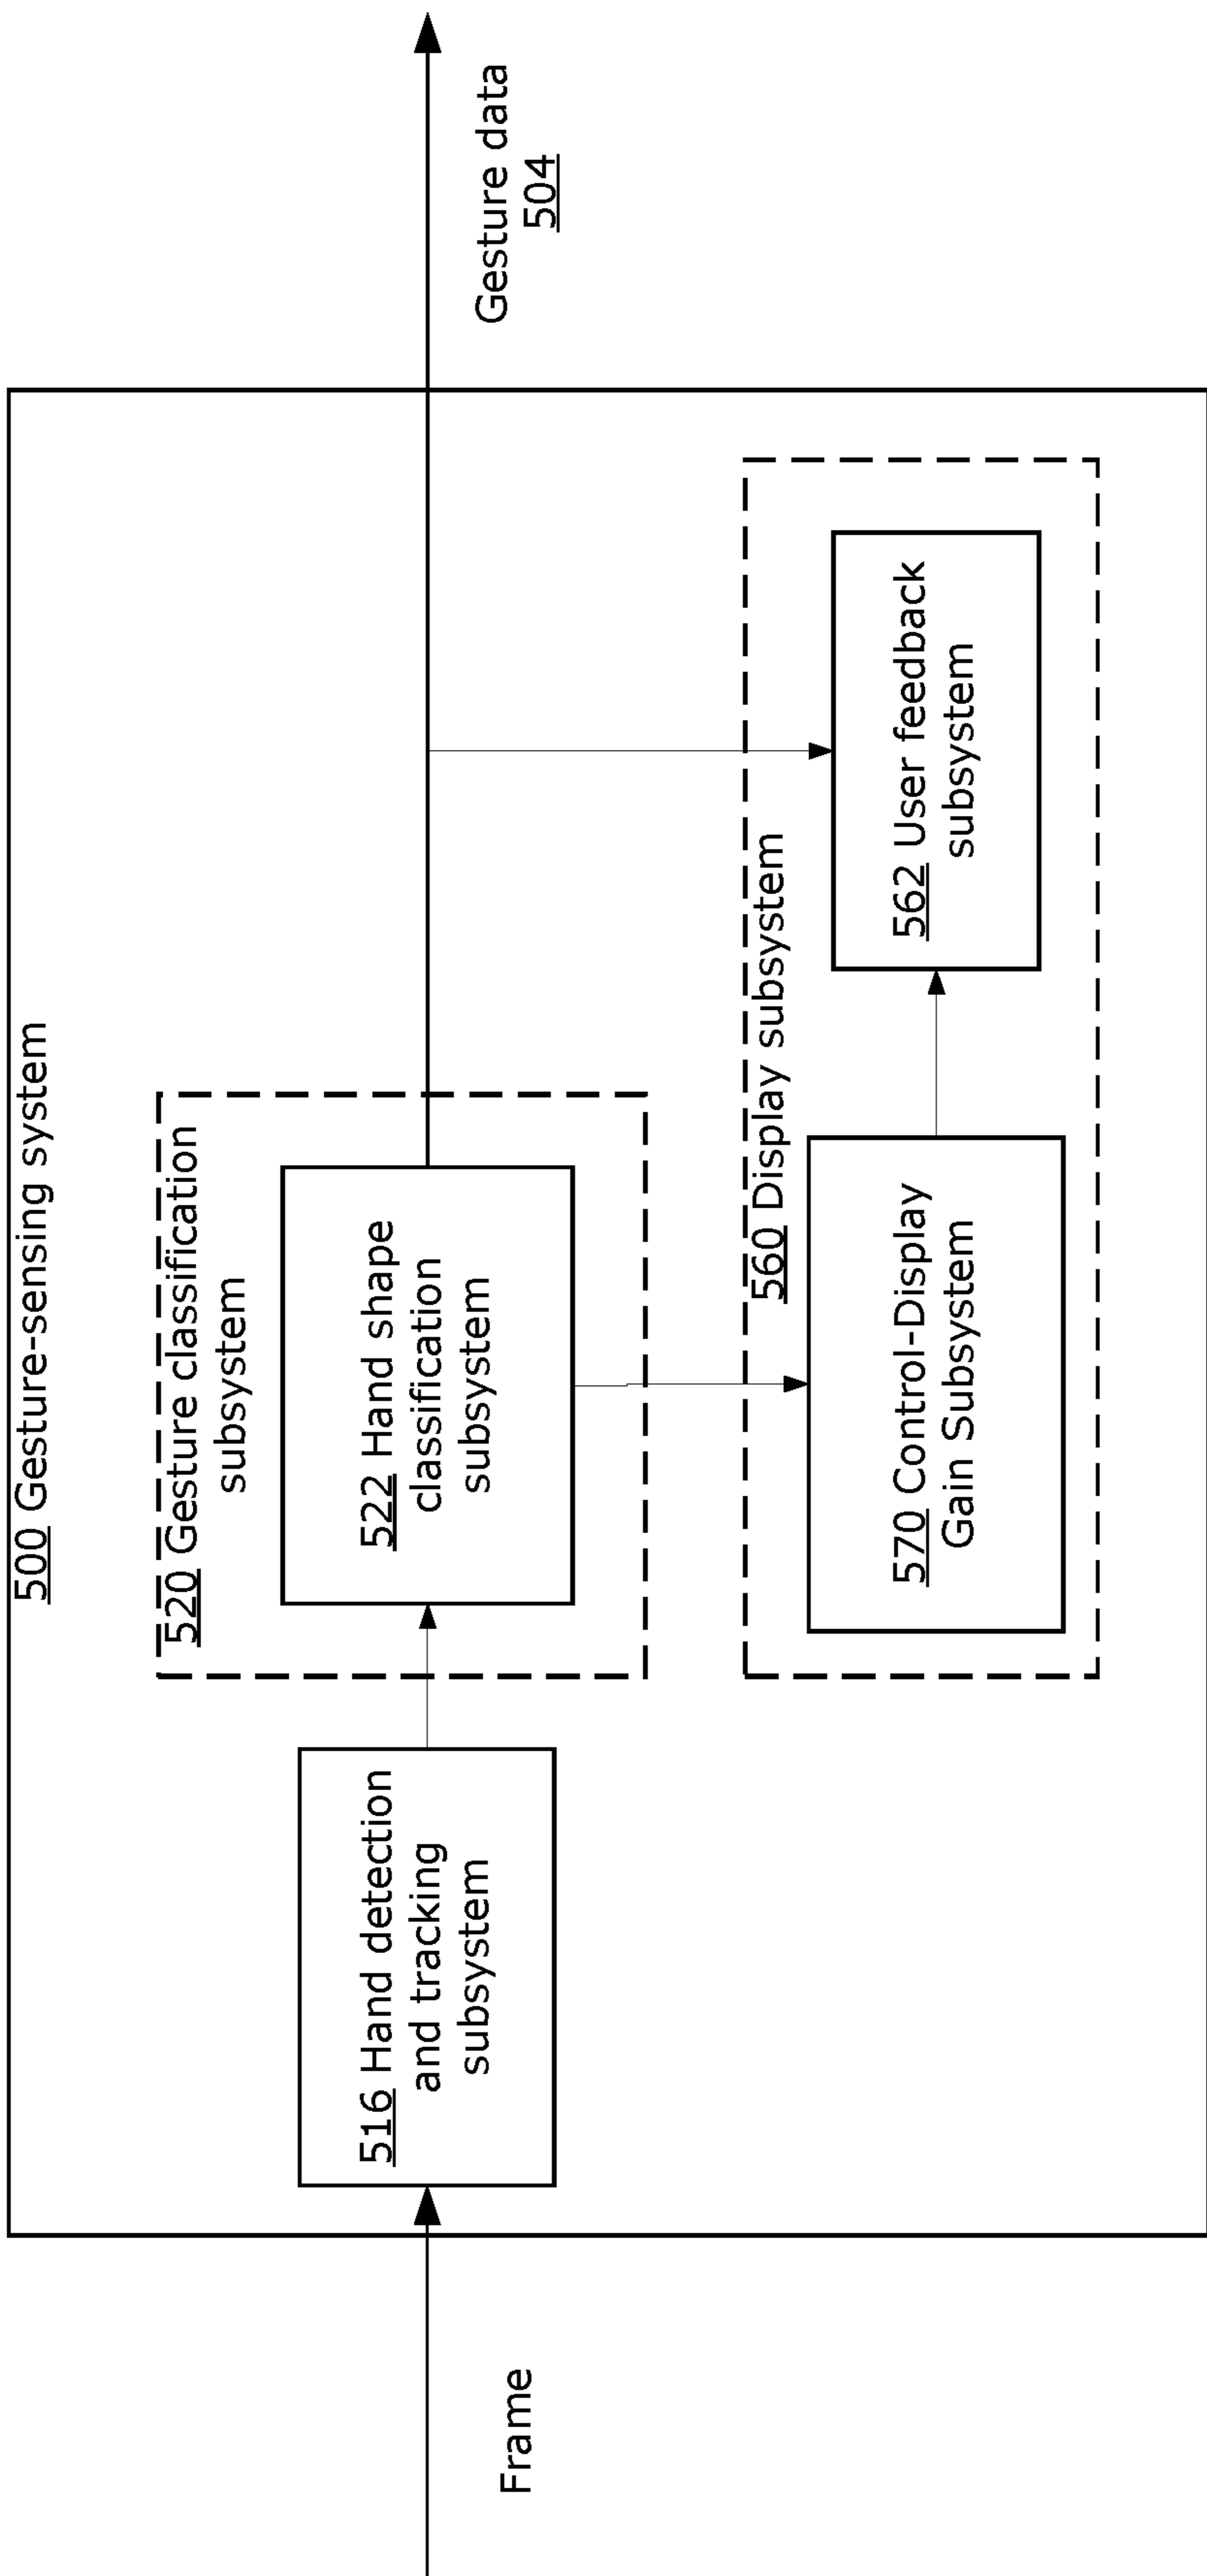 500 Gesture-sensing system
Frame
516 Hand detection
and tracking
subsystem
520 Gesture classification
subsystem
522 Hand shape
classification
subsystem
Gesture data
504
560 Display subsystem
570 Control-Display
Gain Subsystem
562 User feedback
subsystem